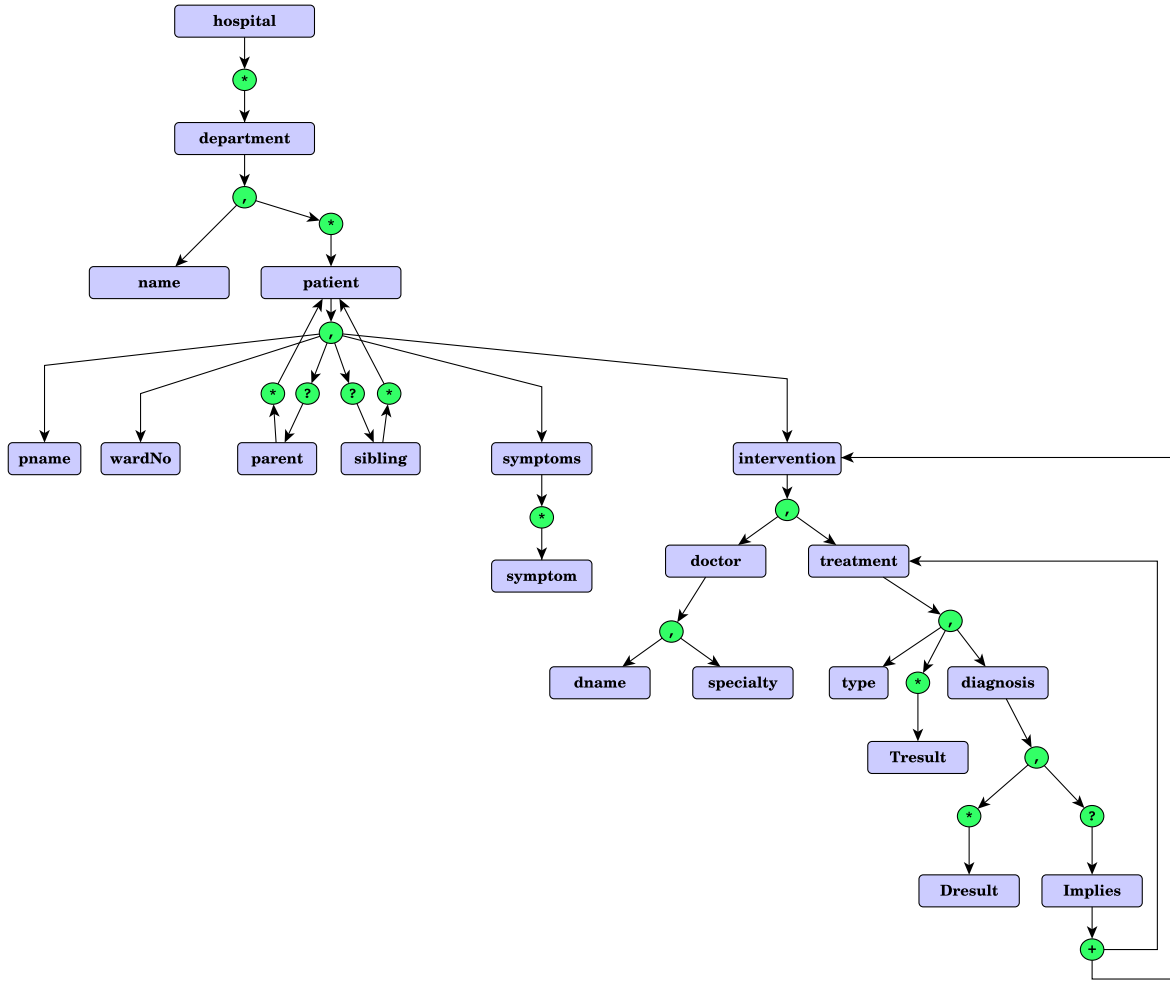 hospital
*
department
,
*
name
patient
,
*
?
?
*
pname
wardNo
parent
sibling
symptoms
intervention
*
,
symptom
doctor
treatment
,
,
dname
specialty
type
*
diagnosis
Tresult
,
*
?
Dresult
Implies
+